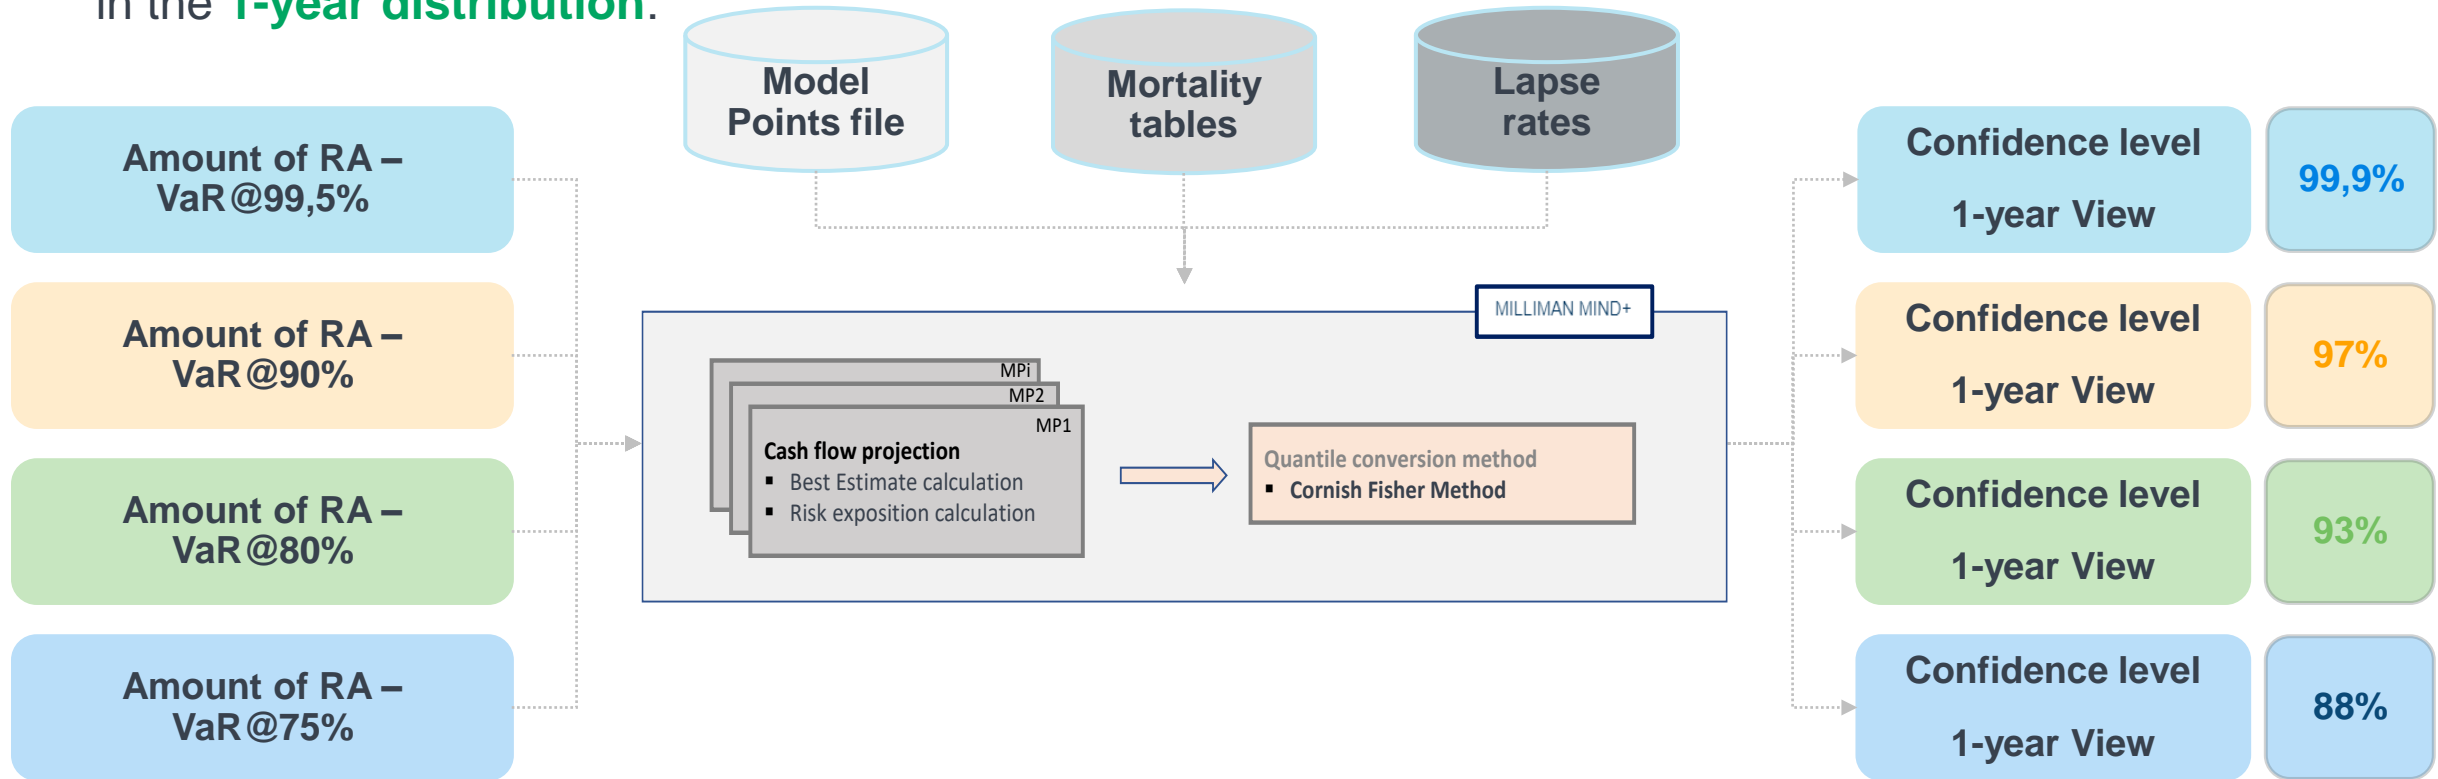 in the 1-year distribution.
Model
Points file
Mortality
tables
Lapse
rates
Amount of RA –
VaR@99,5%
Amount of RA –
VaR@90%
Amount of RA –
VaR@80%
Amount of RA –
VaR@75%
MILLIMAN MIND+
MPi
MP2
MP1
Cash flow projection
▪ Best Estimate calculation
▪ Risk exposition calculation
Quantile conversion method
▪ Cornish Fisher Method
Confidence level
1-year View
99,9%
Confidence level
1-year View
97%
Confidence level
1-year View
93%
Confidence level
1-year View
88%